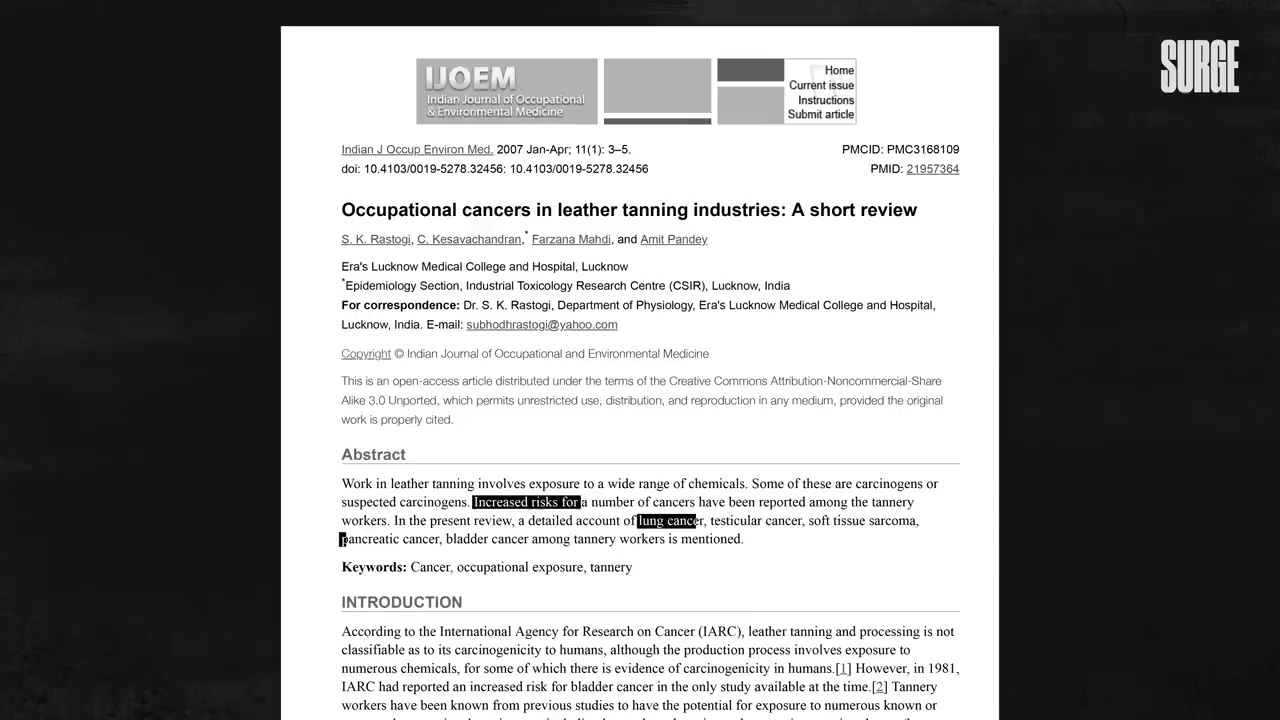 SURGE
IJOEM
Indian Journal of Occupational
& Environmental Medicine
Home
Current issue
Instructions
Submit article
Indian J Occup Environ Med. 2007 Jan-Apr; 11(1): 3–5.
PMCID: PMC3168109
doi: 10.4103/0019-5278.32456: 10.4103/0019-5278.32456
PMID: 21957364
Occupational cancers in leather tanning industries: A short review
S. K. Rastogi, C. Kesavachandran,* Farzana Mahdi, and Amit Pandey
Era's Lucknow Medical College and Hospital, Lucknow
*Epidemiology Section, Industrial Toxicology Research Centre (CSIR), Lucknow, India
For correspondence: Dr. S. K. Rastogi, Department of Physiology, Era's Lucknow Medical College and Hospital,
Lucknow, India. E-mail: subhodhrastogi@yahoo.com
Copyright © Indian Journal of Occupational and Environmental Medicine
This is an open-access article distributed under the terms of the Creative Commons Attribution-Noncommercial-Share
Alike 3.0 Unported, which permits unrestricted use, distribution, and reproduction in any medium, provided the original
work is properly cited.
Abstract
Work in leather tanning involves exposure to a wide range of chemicals. Some of these are carcinogens or
suspected carcinogens. Increased risks for a number of cancers have been reported among the tannery
workers. In the present review, a detailed account of lung cancer, testicular cancer, soft tissue sarcoma,
pancreatic cancer, bladder cancer among tannery workers is mentioned.
Keywords: Cancer, occupational exposure, tannery
INTRODUCTION
According to the International Agency for Research on Cancer (IARC), leather tanning and processing is not
classifiable as to its carcinogenicity to humans, although the production process involves exposure to
numerous chemicals, for some of which there is evidence of carcinogenicity in humans.[1] However, in 1981,
IARC had reported an increased risk for bladder cancer in the only study available at the time.[2] Tannery
workers have been known from previous studies to have the potential for exposure to numerous known or